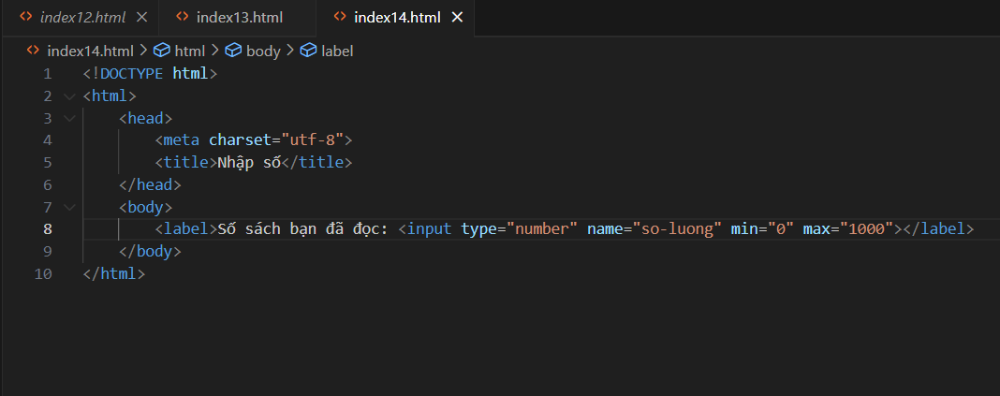 index12.html index13.html index14.html
index14.html > html > body > label
1 <!DOCTYPE html>
2 <html>
3 <head>
4 <meta charset="utf-8">
5 <title>Nhập số</title>
6 </head>
7 <body>
8 <label>Số sách bạn đã đọc: <input type="number" name="so-luong" min="0" max="1000"></label>
9 </body>
10 </html>